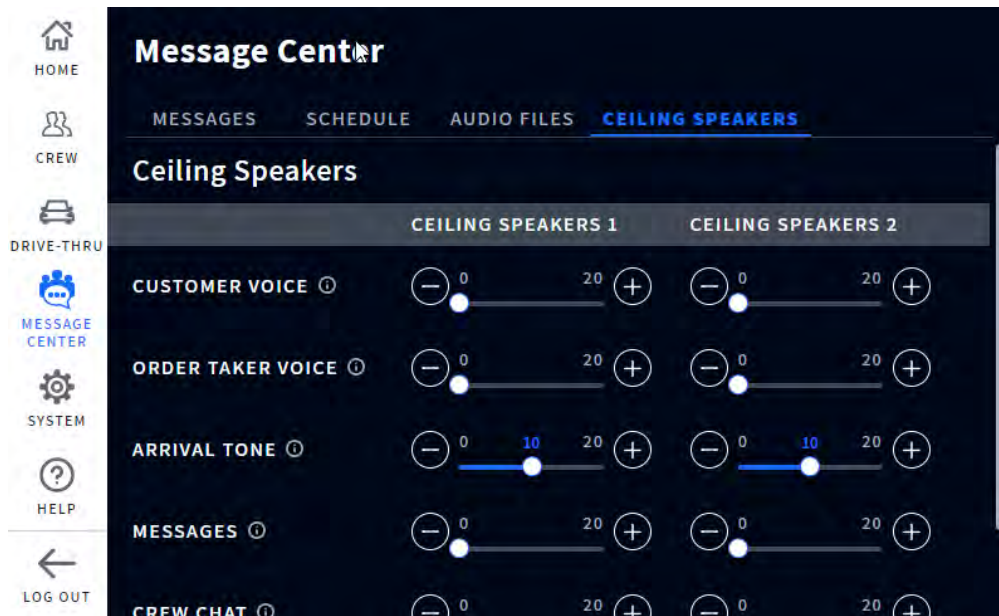 HOME
CREW
DRIVE-THRU
MESSAGE
CENTER
SYSTEM
HELP
LOG OUT
Message Center
MESSAGES SCHEDULE AUDIO FILES CEILING SPEAKERS
Ceiling Speakers
CEILING SPEAKERS 1 CEILING SPEAKERS 2
CUSTOMER VOICE 0 20 0 20
ORDER TAKER VOICE 0 20 0 20
ARRIVAL TONE 0 10 20 0 10 20
MESSAGES 0 20 0 20
CREW CHAT 0 20 0 20